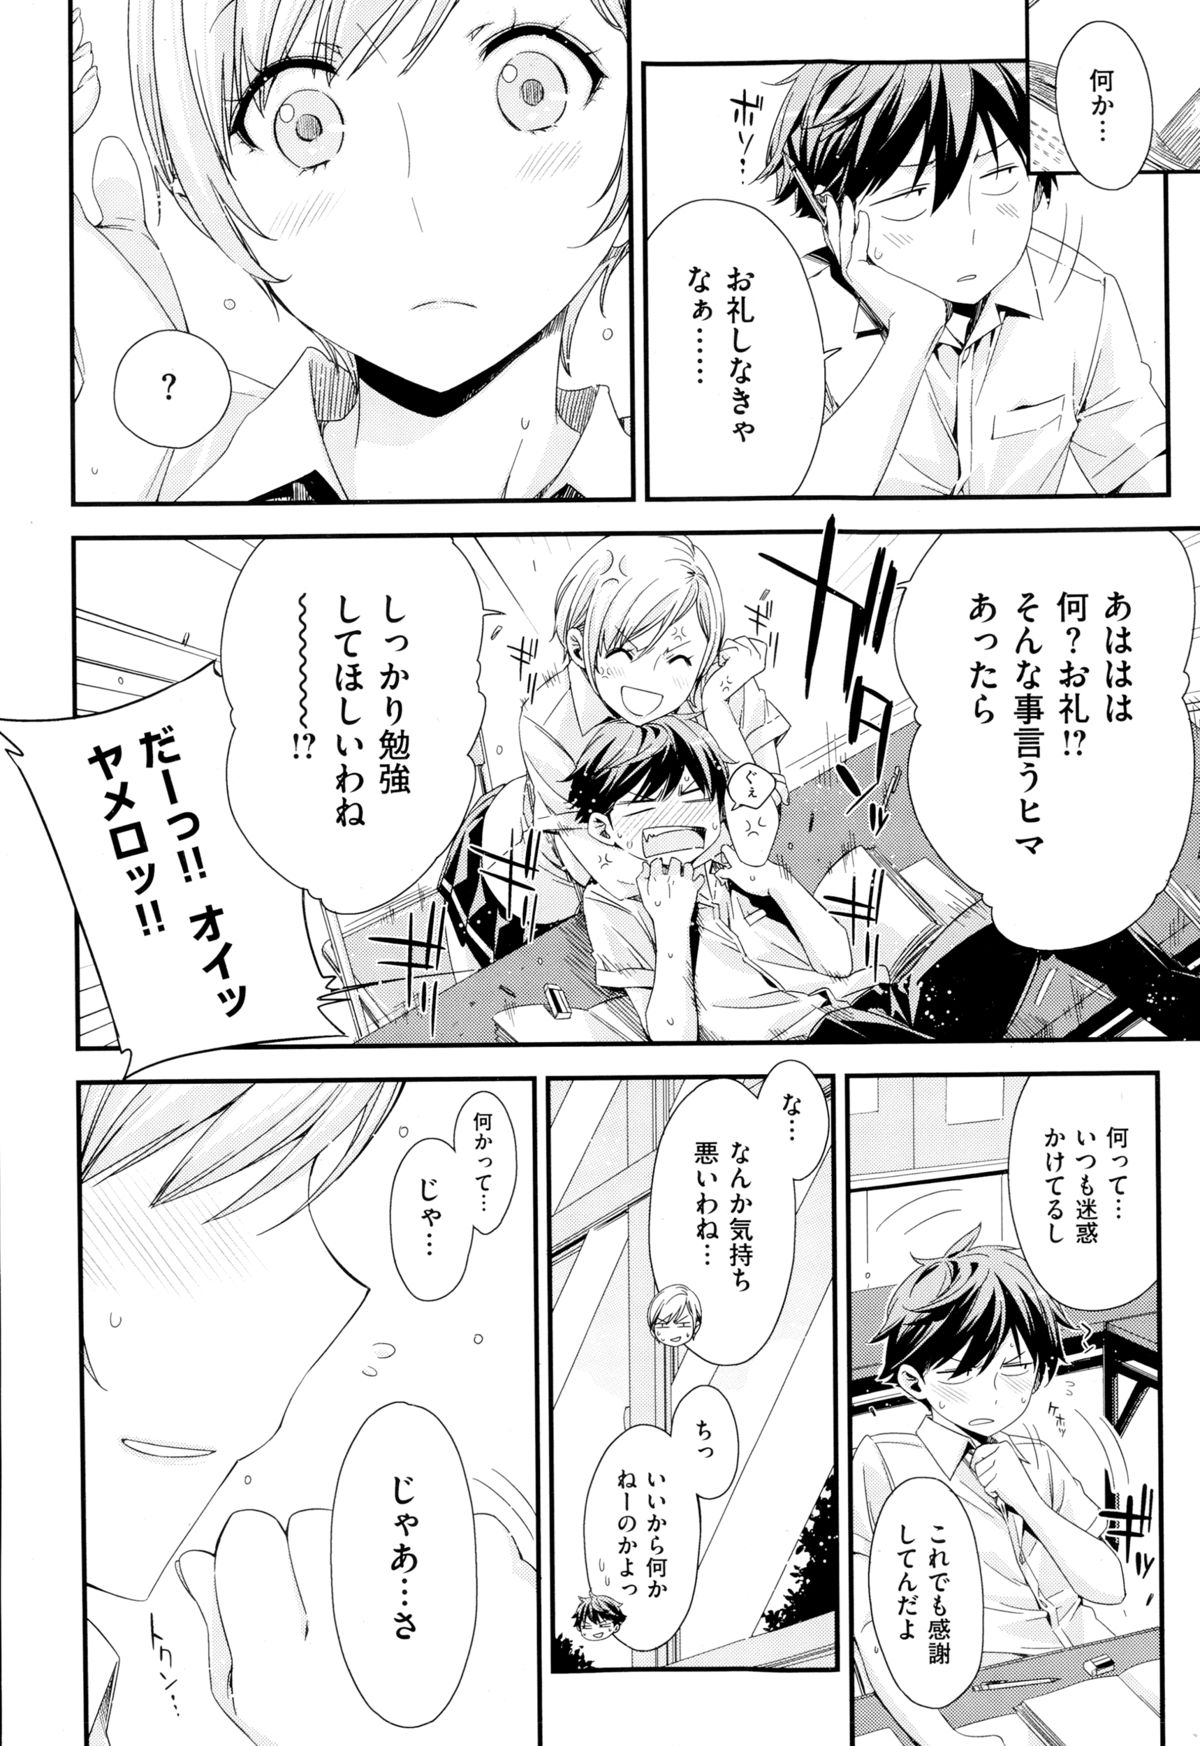 何か…
ボソ…
お礼しなきゃ
なぁ……
?
あははは
何?お礼!?
そんな事言うヒマ
あったら
ぐぇ
しっかり勉強
してほしいわね
〜〜〜〜!?
だーっ!! オイッ
ヤメロッ!!
何って…
いつも迷惑
かけてるし
ケホッ
これでも感謝
してんだよ
な…
なんか気持ち
悪いわね…
ちっ
いいから何か
ねーのかよっ
何かって…
じゃ…
じゃあ…さ